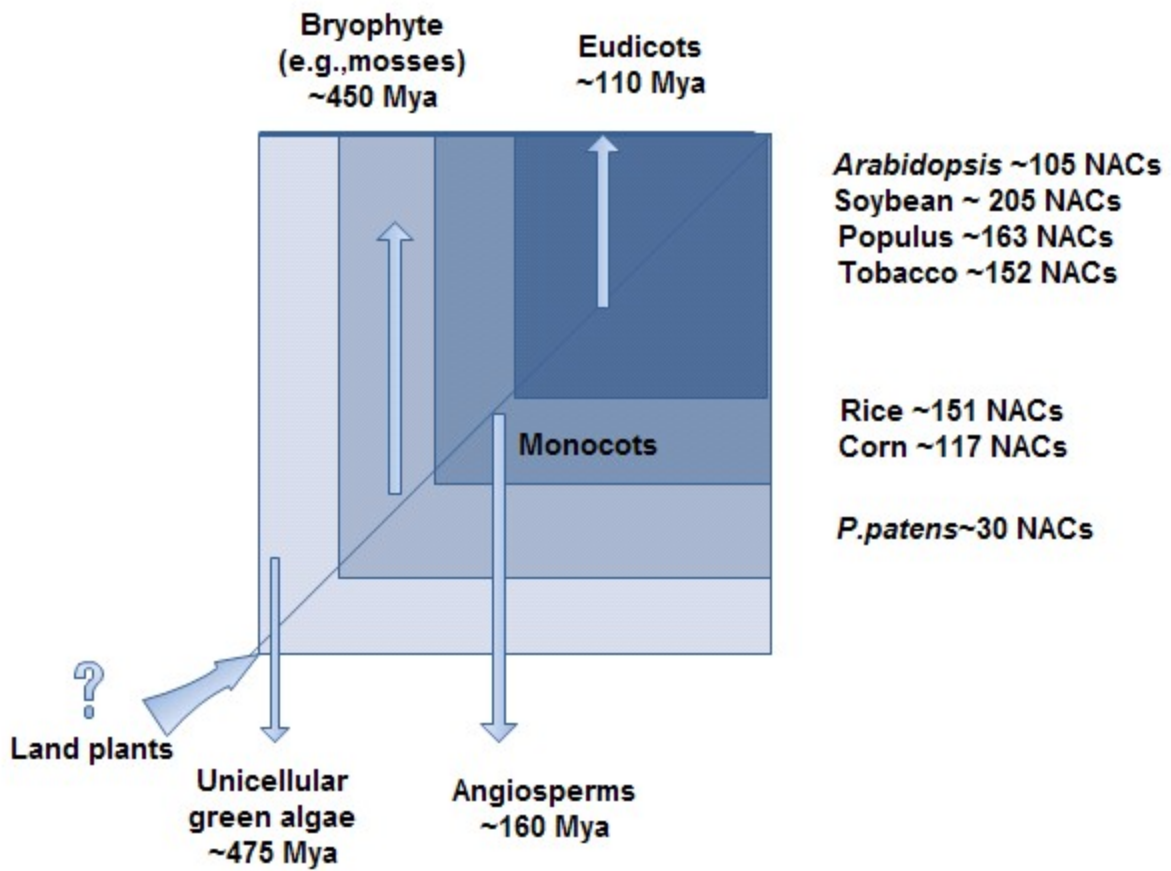 Bryophyte
(e.g.,mosses)
~450 Mya
Eudicots
~110 Mya
Arabidopsis ~105 NACs
Soybean ~ 205 NACs
Populus ~163 NACs
Tobacco ~152 NACs
Rice ~151 NACs
Corn ~117 NACs
Monocots
P.patens~30 NACs
?
Land plants
Unicellular
green algae
~475 Mya
Angiosperms
~160 Mya